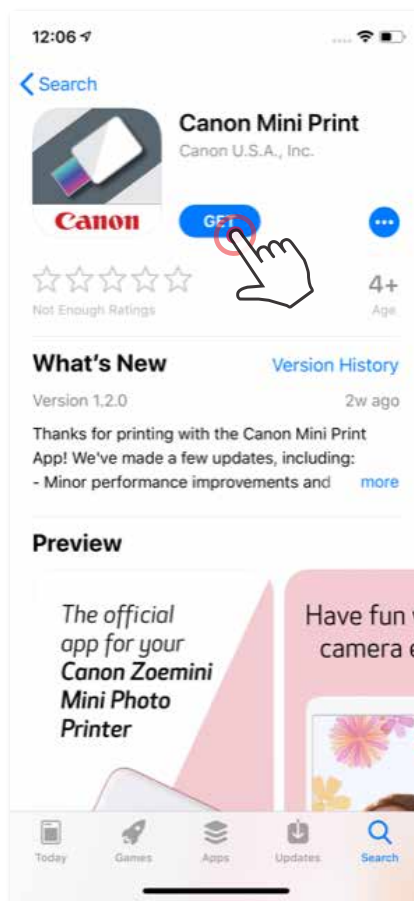 12:06
Search
Canon Mini Print
Canon U.S.A., Inc.
Canon
GET
4+
Not Enough Ratings
Age
What's New
Version History
Version 1.2.0
2w ago
Thanks for printing with the Canon Mini Print
App! We've made a few updates, including:
- Minor performance improvements and more
Preview
The official
app for your
Canon Zoemini
Mini Photo
Printer
Have fun
camera e
Today
Games
Apps
Updates
Search